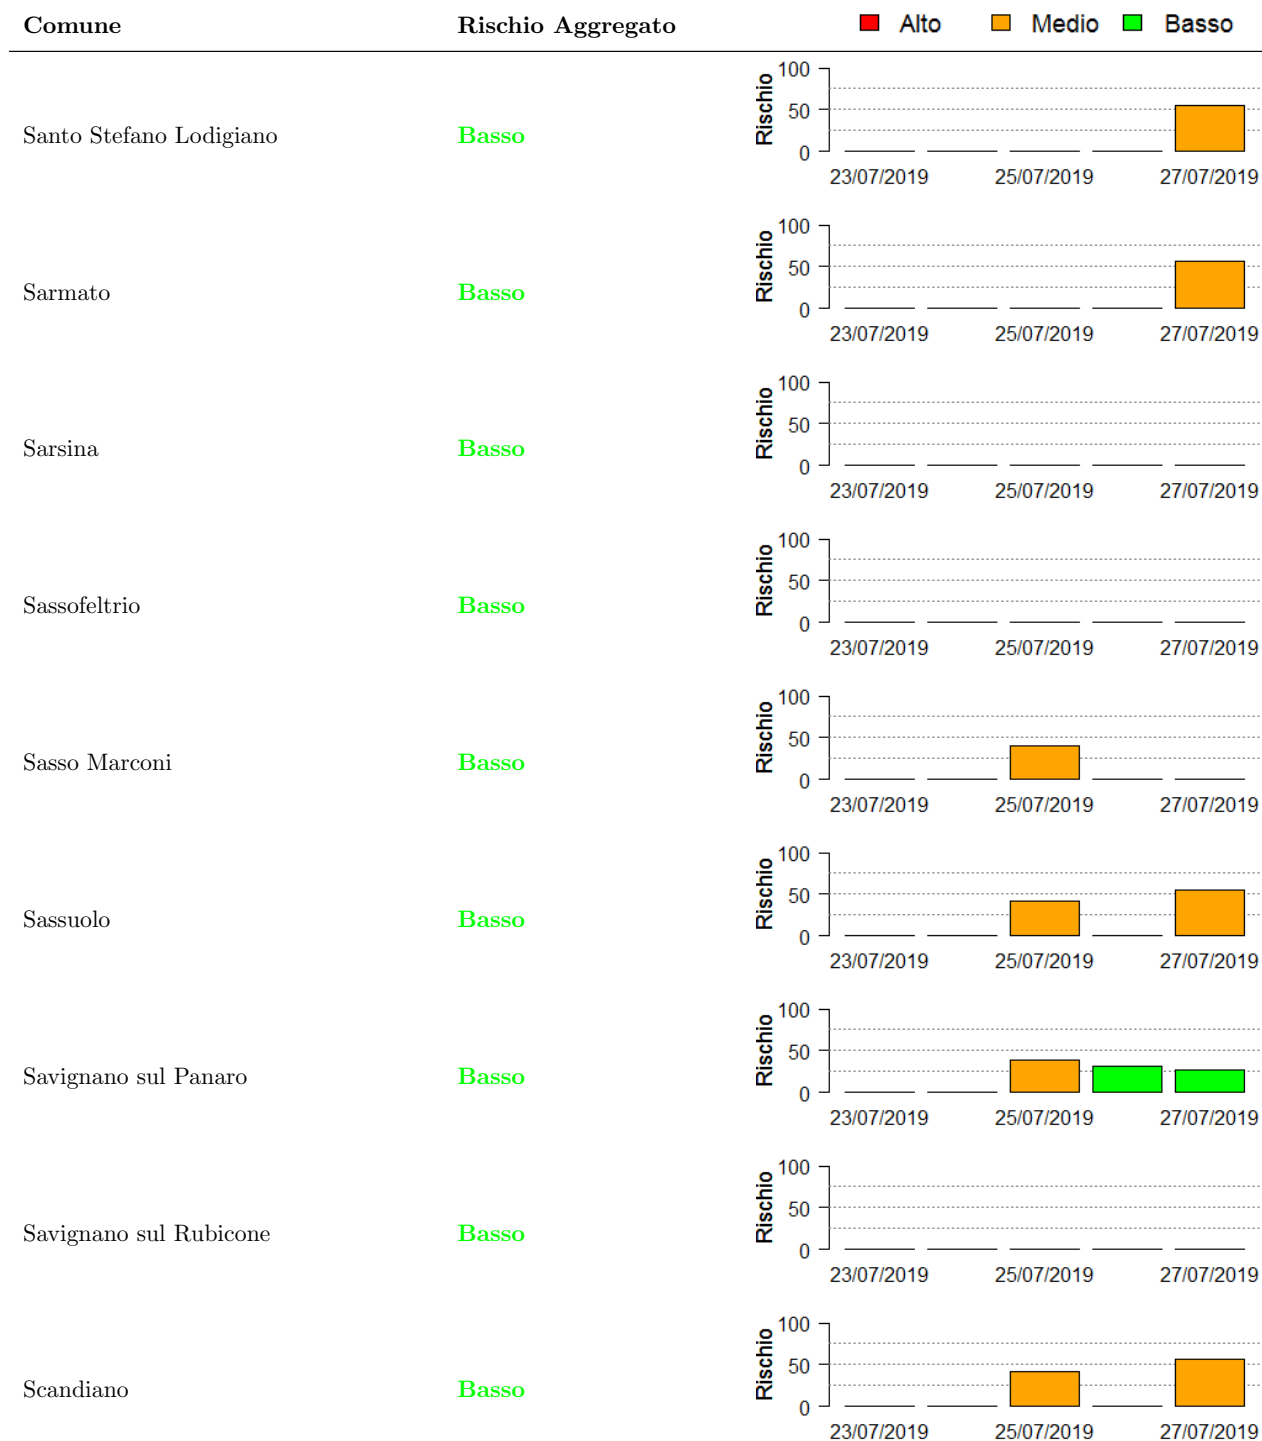 Comune Rischio Aggregato Alto Medio Basso
Santo Stefano Lodigiano Basso Rischio 100 50 0
23/07/2019 25/07/2019 27/07/2019
Sarmato Basso Rischio 100 50 0
23/07/2019 25/07/2019 27/07/2019
Sarsina Basso Rischio 100 50 0
23/07/2019 25/07/2019 27/07/2019
Sassofeltrio Basso Rischio 100 50 0
23/07/2019 25/07/2019 27/07/2019
Sasso Marconi Basso Rischio 100 50 0
23/07/2019 25/07/2019 27/07/2019
Sassuolo Basso Rischio 100 50 0
23/07/2019 25/07/2019 27/07/2019
Savignano sul Panaro Basso Rischio 100 50 0
23/07/2019 25/07/2019 27/07/2019
Savignano sul Rubicone Basso Rischio 100 50 0
23/07/2019 25/07/2019 27/07/2019
Scandiano Basso Rischio 100 50 0
23/07/2019 25/07/2019 27/07/2019